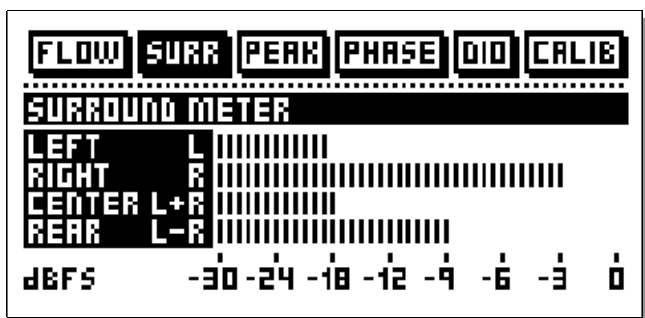 FLOW SURR PEAK PHASE DIO CALIB
SURROUND METER
LEFT L
RIGHT R
CENTER L+R
REAR L-R
dBFS -30 -24 -18 -12 -9 -6 -3 0